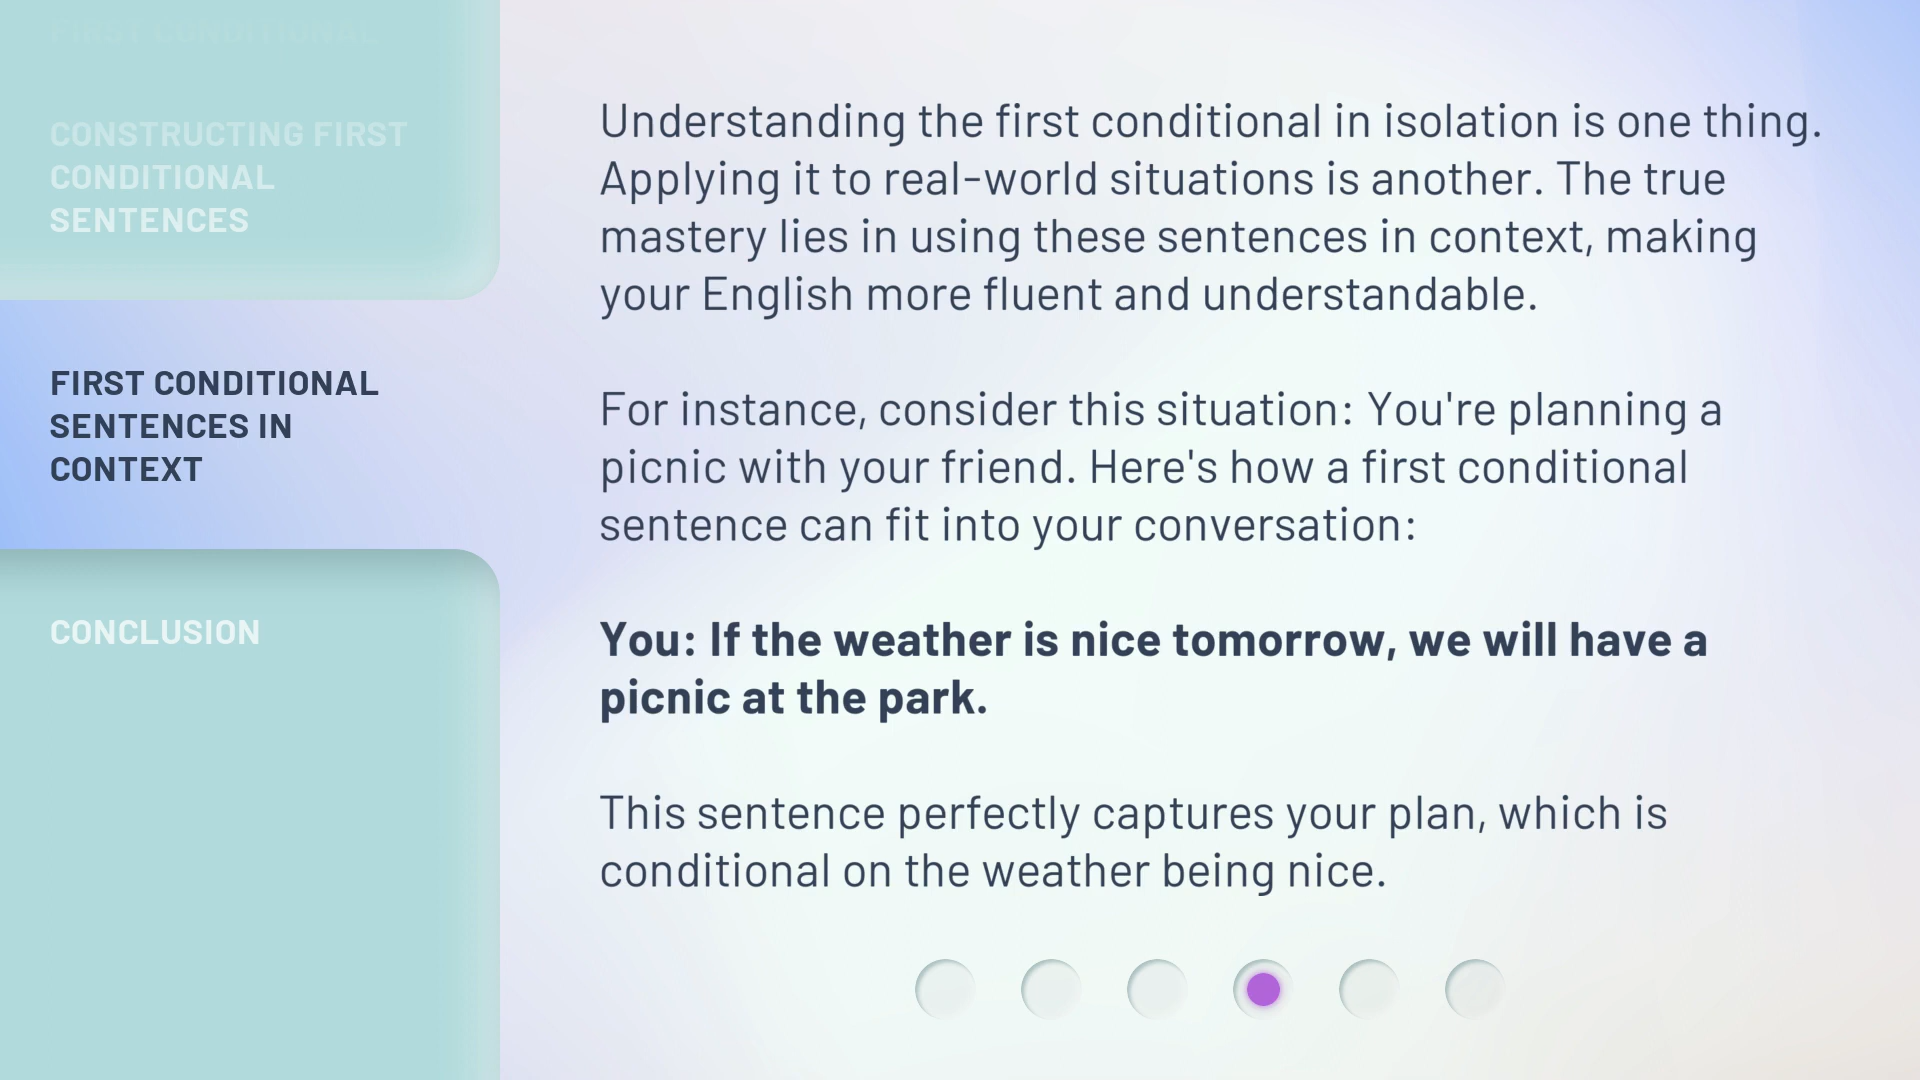 FIRST CONDITIONAL
CONSTRUCTING FIRST
CONDITIONAL
SENTENCES
FIRST CONDITIONAL
SENTENCES IN
CONTEXT
CONCLUSION
Understanding the first conditional in isolation is one thing.
Applying it to real-world situations is another. The true
mastery lies in using these sentences in context, making
your English more fluent and understandable.
For instance, consider this situation: You're planning a
picnic with your friend. Here's how a first conditional
sentence can fit into your conversation:
You: If the weather is nice tomorrow, we will have a
picnic at the park.
This sentence perfectly captures your plan, which is
conditional on the weather being nice.